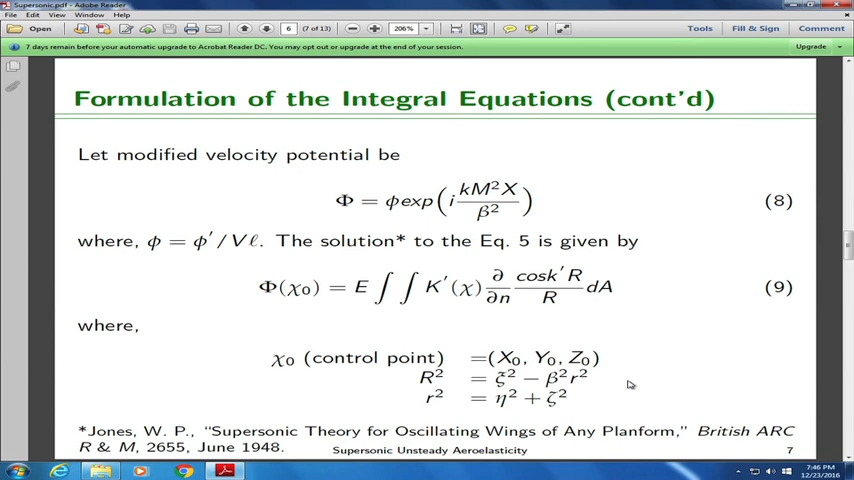 Supersonic.pdf - Adobe Reader
File Edit View Window Help
Open 6 (7 of 13) 206% Tools Fill & Sign Comment
7 days remain before your automatic upgrade to Acrobat Reader DC. You may opt out or upgrade at the end of your session. Upgrade
Formulation of the Integral Equations (cont'd)
Let modified velocity potential be
Φ = ϕexp(i kM²X/β²) (8)
where, ϕ = ϕ′/Vℓ. The solution* to the Eq. 5 is given by
Φ(χ₀) = E ∫ ∫ K′(χ) ∂/∂n cosk′R/R dA (9)
where,
χ₀ (control point) =(X₀, Y₀, Z₀)
R² = ξ² − β²r²
r² = η² + ζ²
*Jones, W. P., "Supersonic Theory for Oscillating Wings of Any Planform," British ARC
R & M, 2655, June 1948.
Supersonic Unsteady Aeroelasticity 7
7:46 PM
12/23/2016